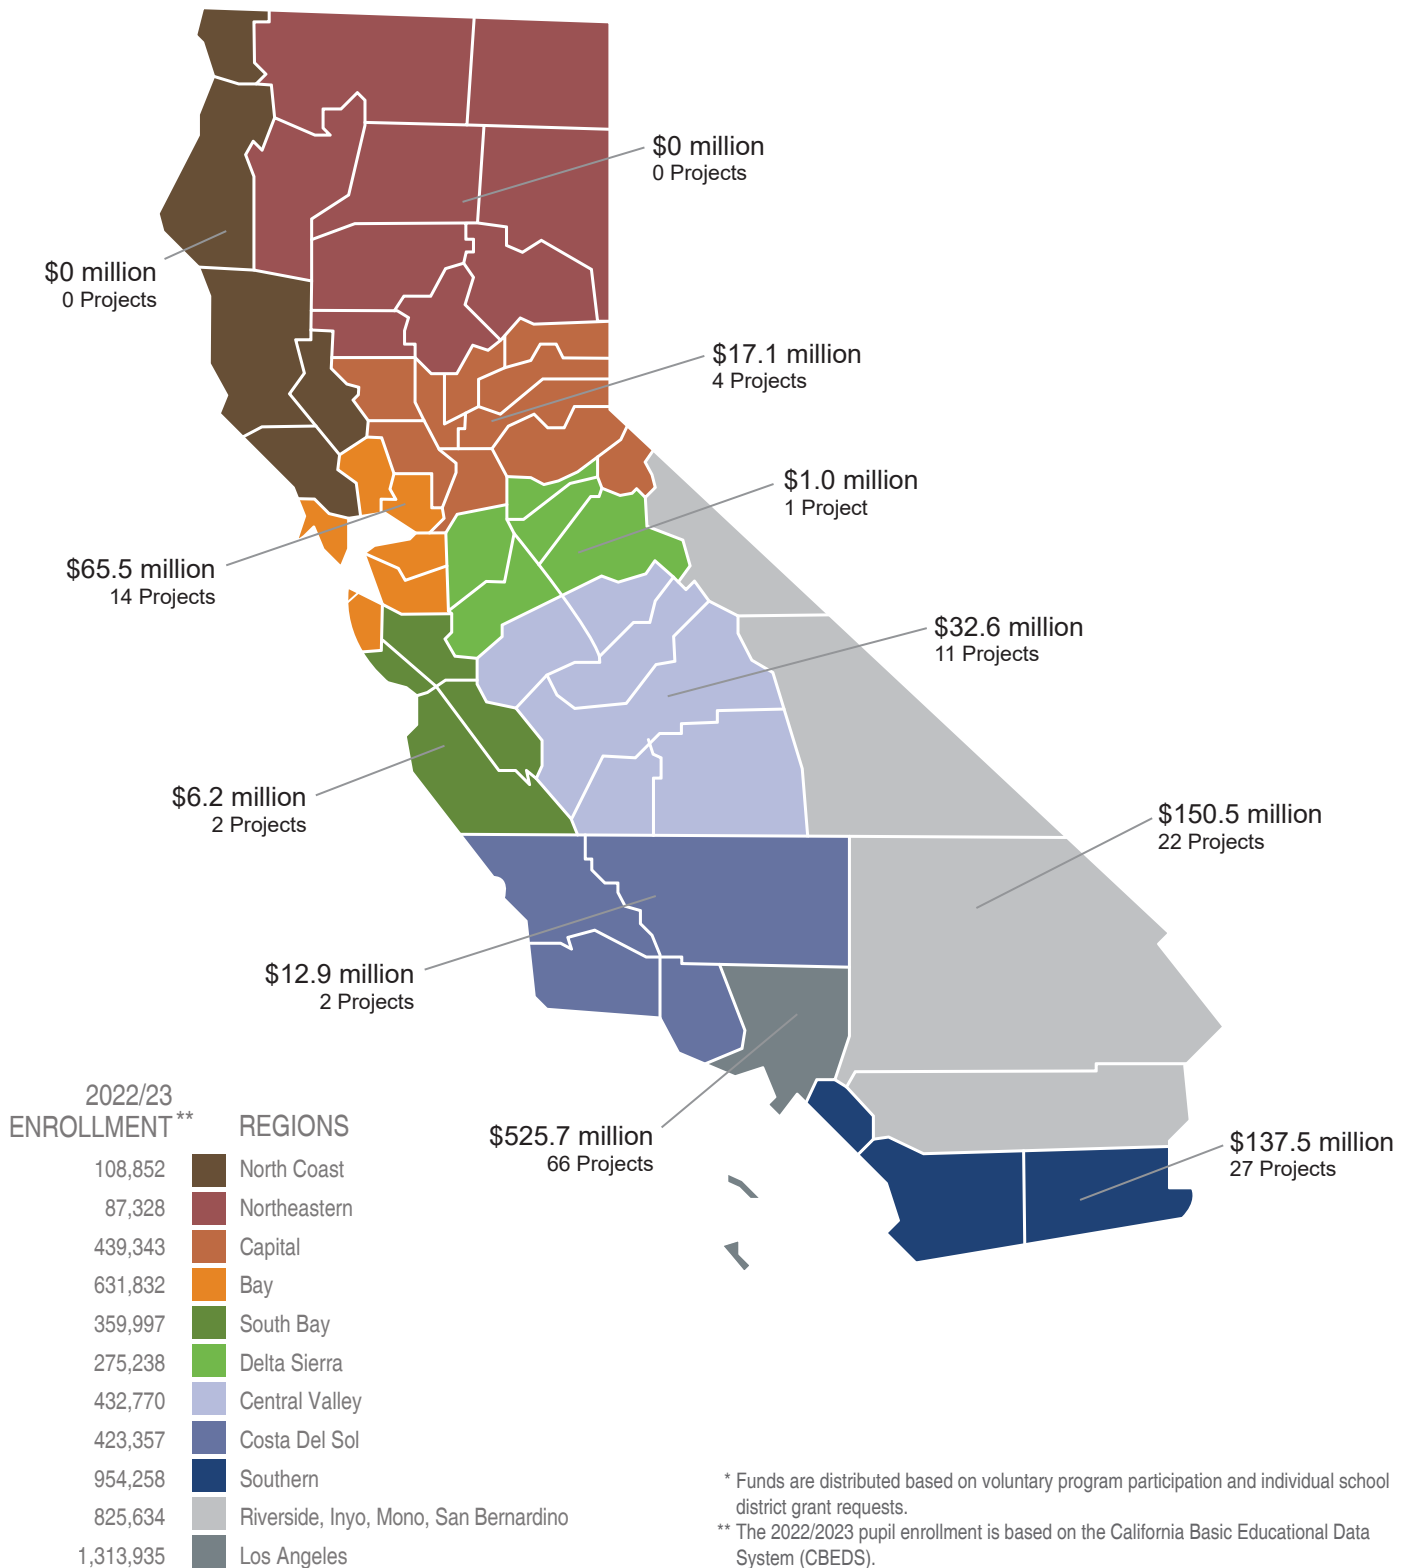 $0 million
0 Projects
$0 million
0 Projects
$17.1 million
4 Projects
$1.0 million
1 Project
$65.5 million
14 Projects
$32.6 million
11 Projects
$6.2 million
2 Projects
$150.5 million
22 Projects
$12.9 million
2 Projects
$525.7 million
66 Projects
$137.5 million
27 Projects
2022/23
ENROLLMENT** REGIONS
108,852 North Coast
87,328 Northeastern
439,343 Capital
631,832 Bay
359,997 South Bay
275,238 Delta Sierra
432,770 Central Valley
423,357 Costa Del Sol
954,258 Southern
825,634 Riverside, Inyo, Mono, San Bernardino
1,313,935 Los Angeles
* Funds are distributed based on voluntary program participation and individual school
district grant requests.
** The 2022/2023 pupil enrollment is based on the California Basic Educational Data
System (CBEDS).